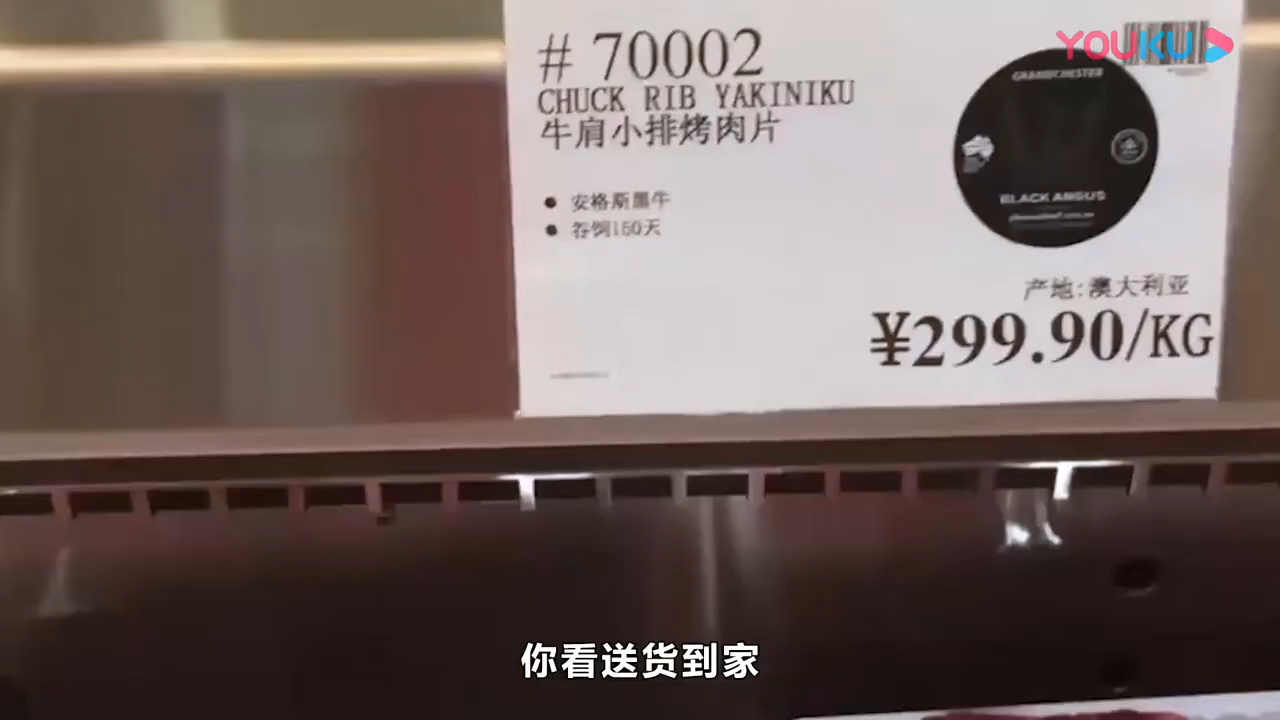 YOUKU
# 70002
CHUCK RIB YAKINIKU
牛肩小排烤肉片
安格斯黑牛
谷饲150天
GRANDCHESTER
BLACK ANGUS
产地:澳大利亚
¥299.90/KG
你看送货到家